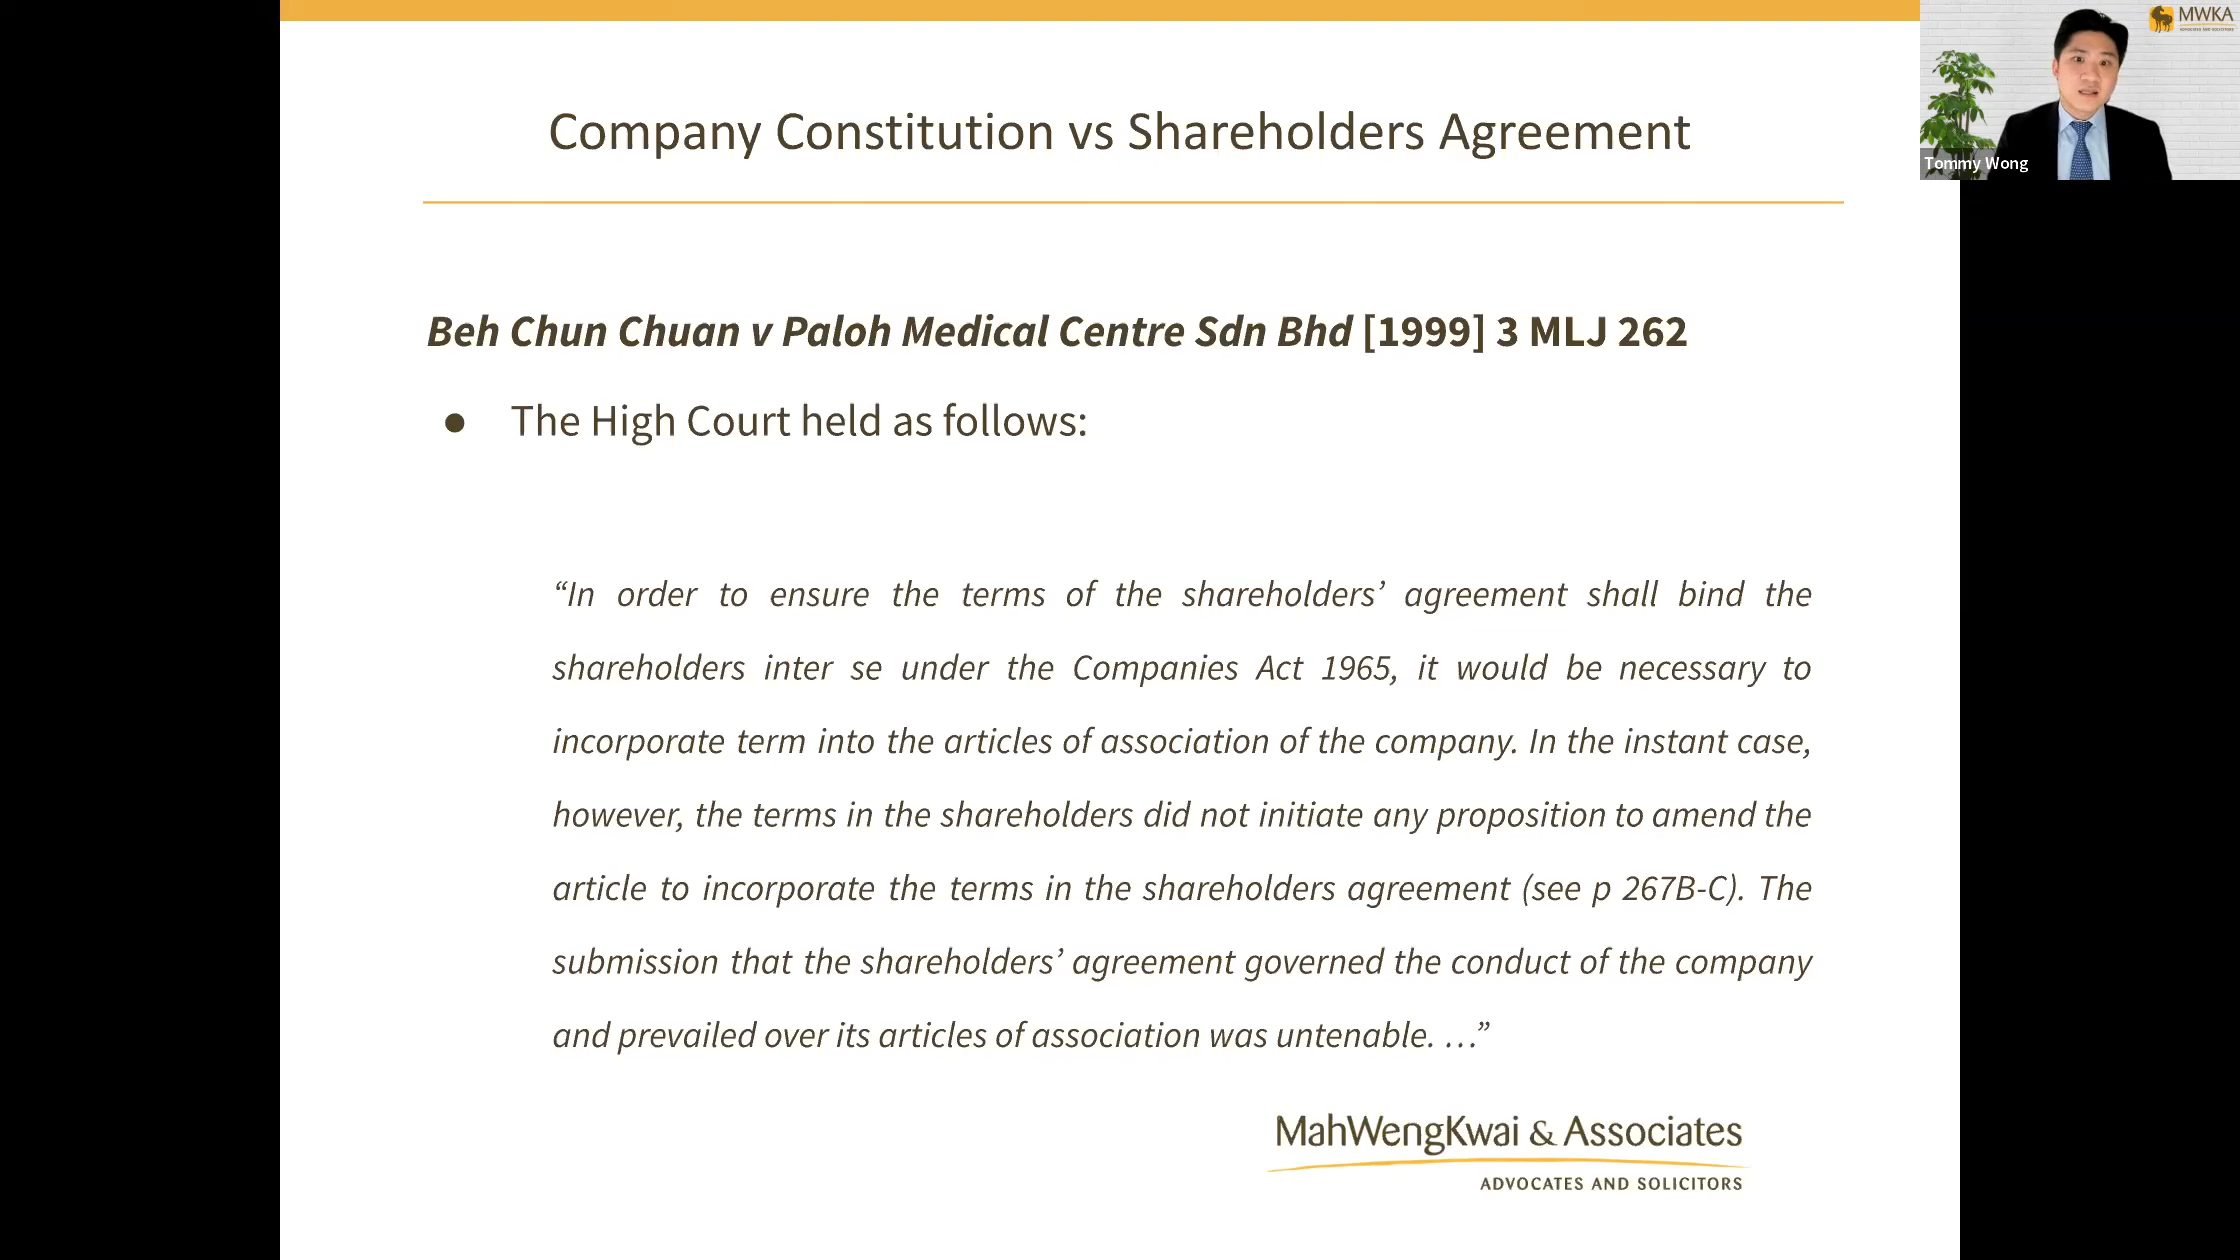 Company Constitution vs Shareholders Agreement
MWKA
ADVOCATES AND SOLICITORS
Tommy Wong
Beh Chun Chuan v Paloh Medical Centre Sdn Bhd [1999] 3 MLJ 262
● The High Court held as follows:
“In order to ensure the terms of the shareholders’ agreement shall bind the
shareholders inter se under the Companies Act 1965, it would be necessary to
incorporate term into the articles of association of the company. In the instant case,
however, the terms in the shareholders did not initiate any proposition to amend the
article to incorporate the terms in the shareholders agreement (see p 267B-C). The
submission that the shareholders’ agreement governed the conduct of the company
and prevailed over its articles of association was untenable. …”
MahWengKwai & Associates
ADVOCATES AND SOLICITORS